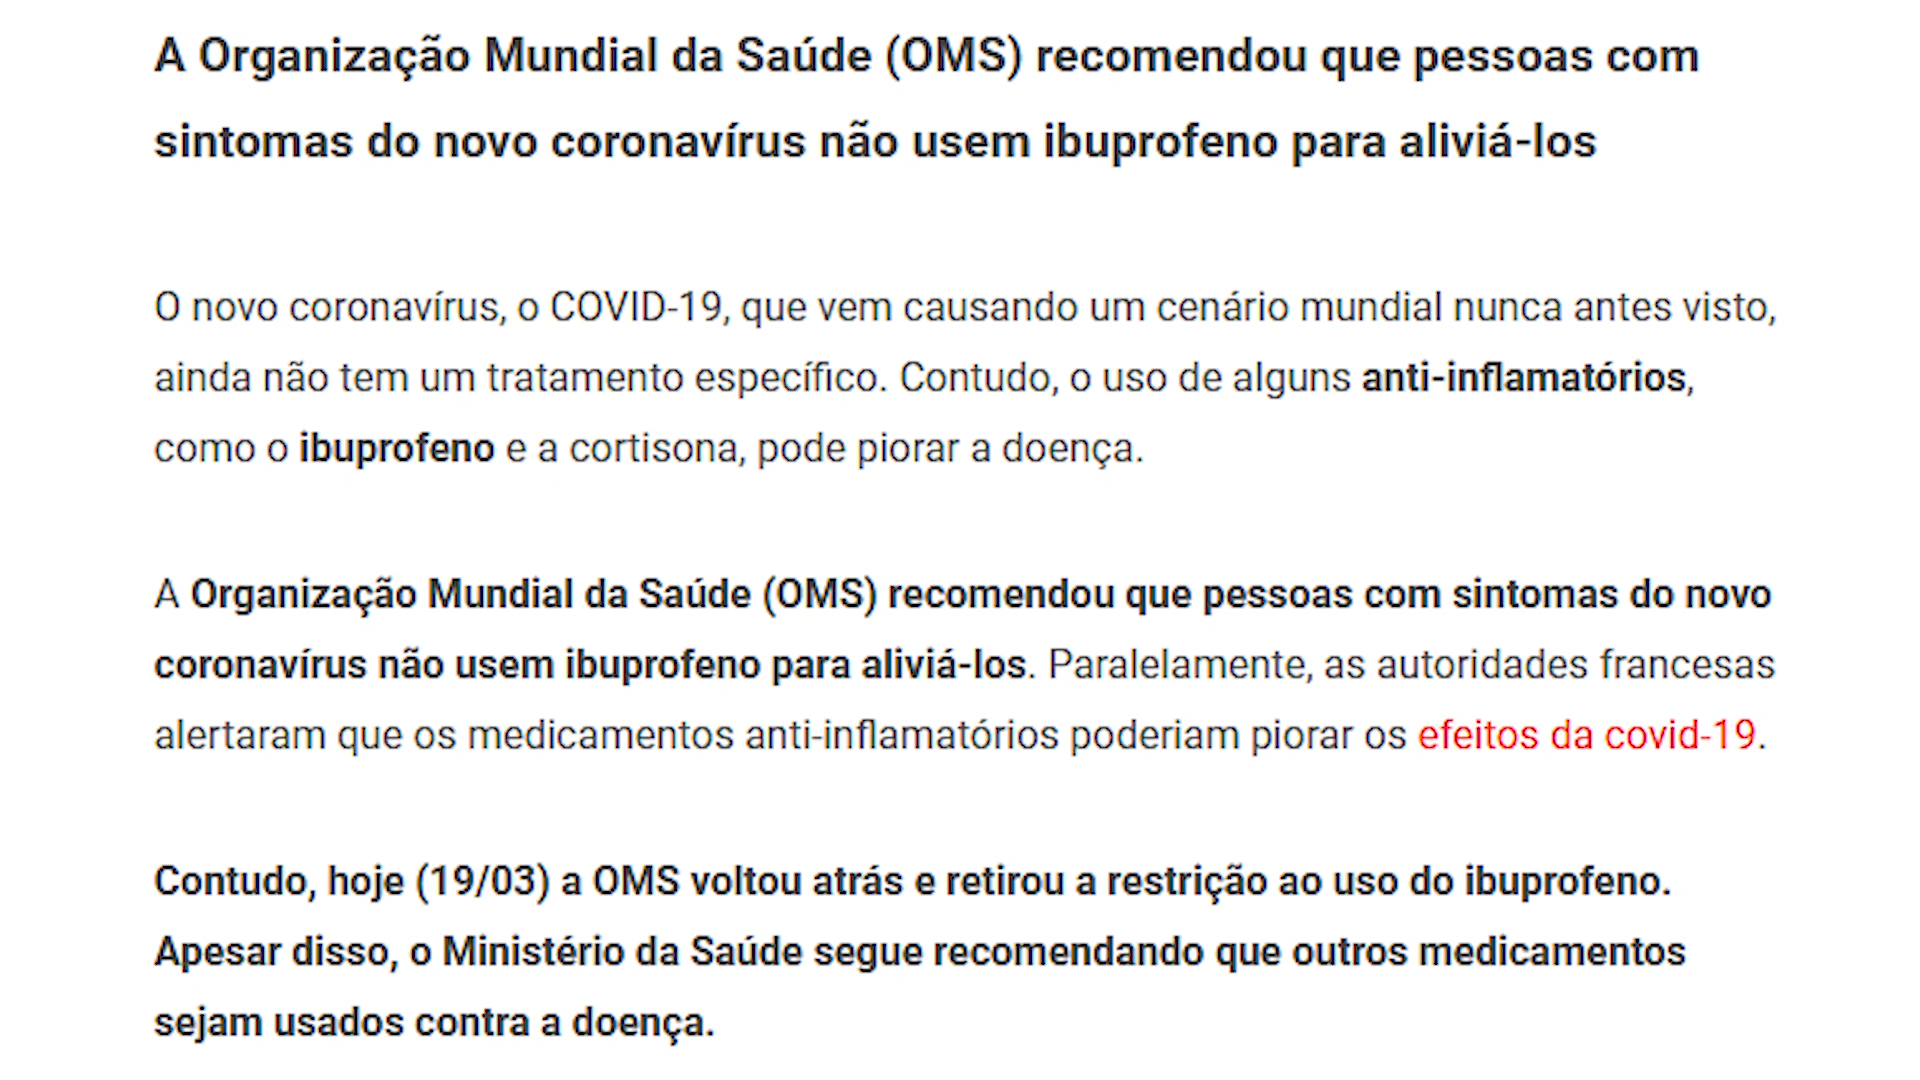 A Organização Mundial da Saúde (OMS) recomendou que pessoas com
sintomas do novo coronavírus não usem ibuprofeno para aliviá-los
O novo coronavírus, o COVID-19, que vem causando um cenário mundial nunca antes visto,
ainda não tem um tratamento específico. Contudo, o uso de alguns anti-inflamatórios,
como o ibuprofeno e a cortisona, pode piorar a doença.
A Organização Mundial da Saúde (OMS) recomendou que pessoas com sintomas do novo
coronavírus não usem ibuprofeno para aliviá-los. Paralelamente, as autoridades francesas
alertaram que os medicamentos anti-inflamatórios poderiam piorar os efeitos da covid-19.
Contudo, hoje (19/03) a OMS voltou atrás e retirou a restrição ao uso do ibuprofeno.
Apesar disso, o Ministério da Saúde segue recomendando que outros medicamentos
sejam usados contra a doença.